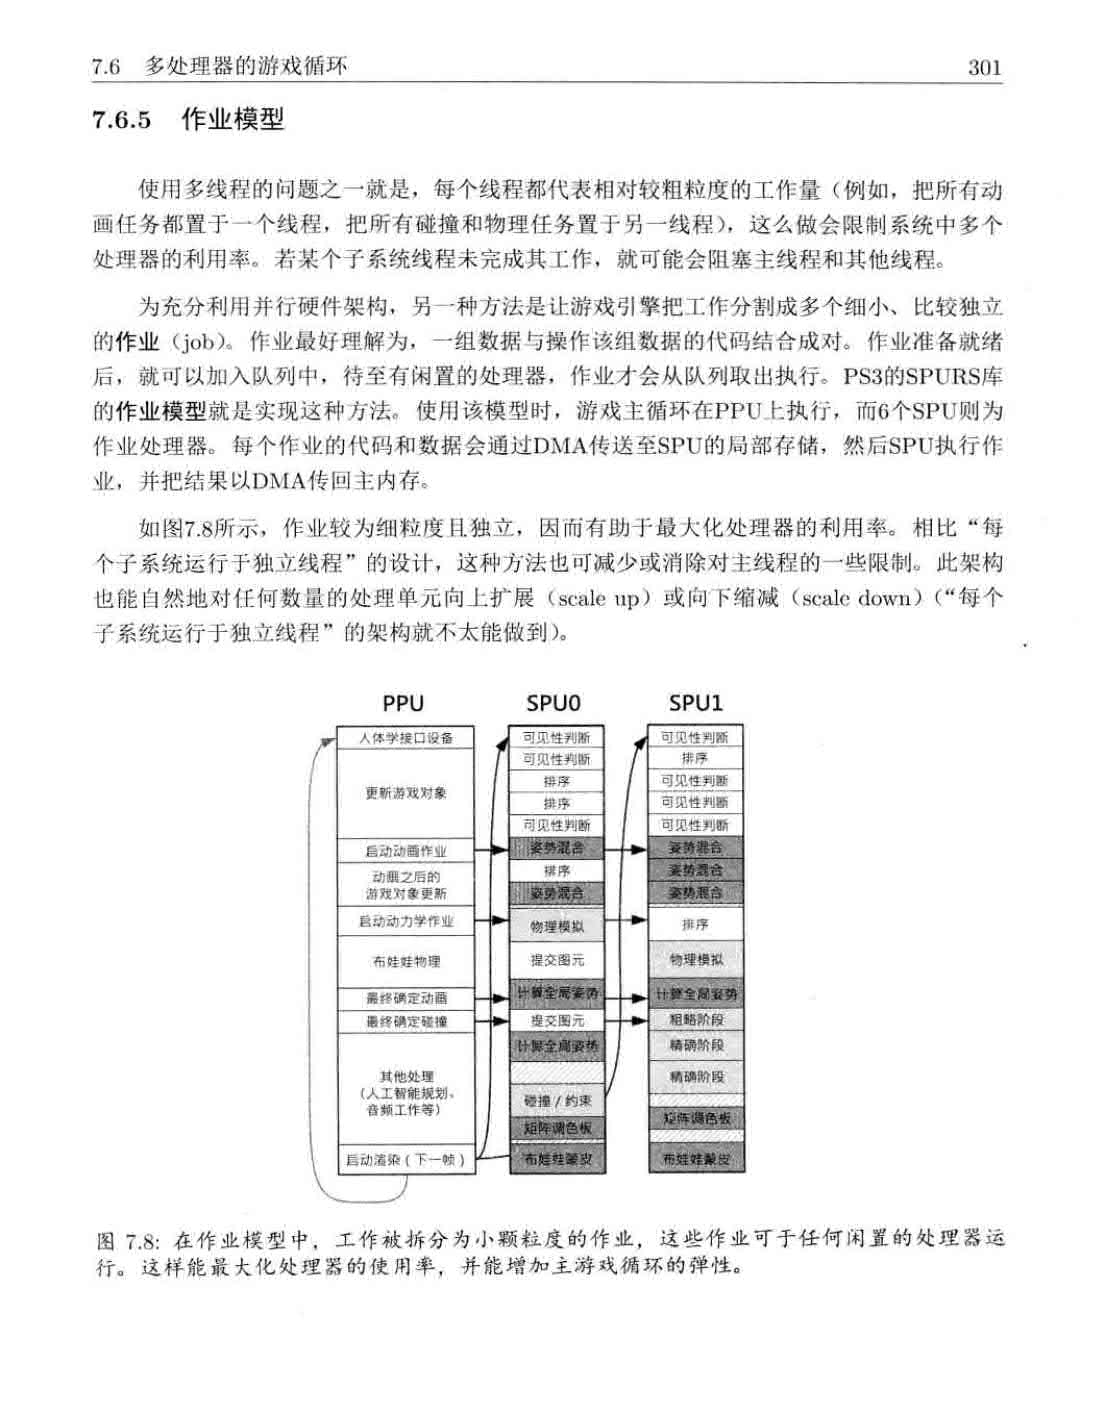 7.6 多处理器的游戏循环 301
7.6.5 作业模型
使用多线程的问题之一就是，每个线程都代表相对较粗粒度的工作量（例如，把所有动
画任务都置于一个线程，把所有碰撞和物理任务置于另一线程），这么做会限制系统中多个
处理器的利用率。若某个子系统线程未完成其工作，就可能会阻塞主线程和其他线程。
为充分利用并行硬件架构，另一种方法是让游戏引擎把工作分割成多个细小、比较独立
的作业（job）。作业最好理解为，一组数据与操作该组数据的代码结合成对。作业准备就绪
后，就可以加入队列中，待至有闲置的处理器，作业才会从队列取出执行。PS3的SPURS库
的作业模型就是实现这种方法。使用该模型时，游戏主循环在PPU上执行，而6个SPU则为
作业处理器。每个作业的代码和数据会通过DMA传送至SPU的局部存储，然后SPU执行作
业，并把结果以DMA传回主内存。
如图7.8所示，作业较为细粒度且独立，因而有助于最大化处理器的利用率。相比“每
个子系统运行于独立线程”的设计，这种方法也可减少或消除对主线程的一些限制。此架构
也能自然地对任何数量的处理单元向上扩展（scale up）或向下缩减（scale down）（“每个
子系统运行于独立线程”的架构就不太能做到）。
PPU
人体学接口设备
更新游戏对象
启动动画作业
动画之后的
游戏对象更新
启动动力学作业
布娃娃物理
最终确定动画
最终确定碰撞
其他处理
（人工智能规划、
音频工作等）
启动渲染（下一帧）
SPU0
可见性判断
可见性判断
排序
排序
可见性判断
姿势混合
排序
姿势混合
物理模拟
提交图元
计算全局姿势
提交图元
计算全局姿势
碰撞/约束
矩阵调色板
布娃娃蒙皮
SPU1
可见性判断
排序
可见性判断
可见性判断
可见性判断
姿势混合
姿势混合
姿势混合
排序
物理模拟
计算全局姿势
粗略阶段
精确阶段
精确阶段
矩阵调色板
布娃娃蒙皮
图 7.8: 在作业模型中，工作被拆分为小颗粒度的作业，这些作业可于任何闲置的处理器运
行。这样能最大化处理器的使用率，并能增加主游戏循环的弹性。